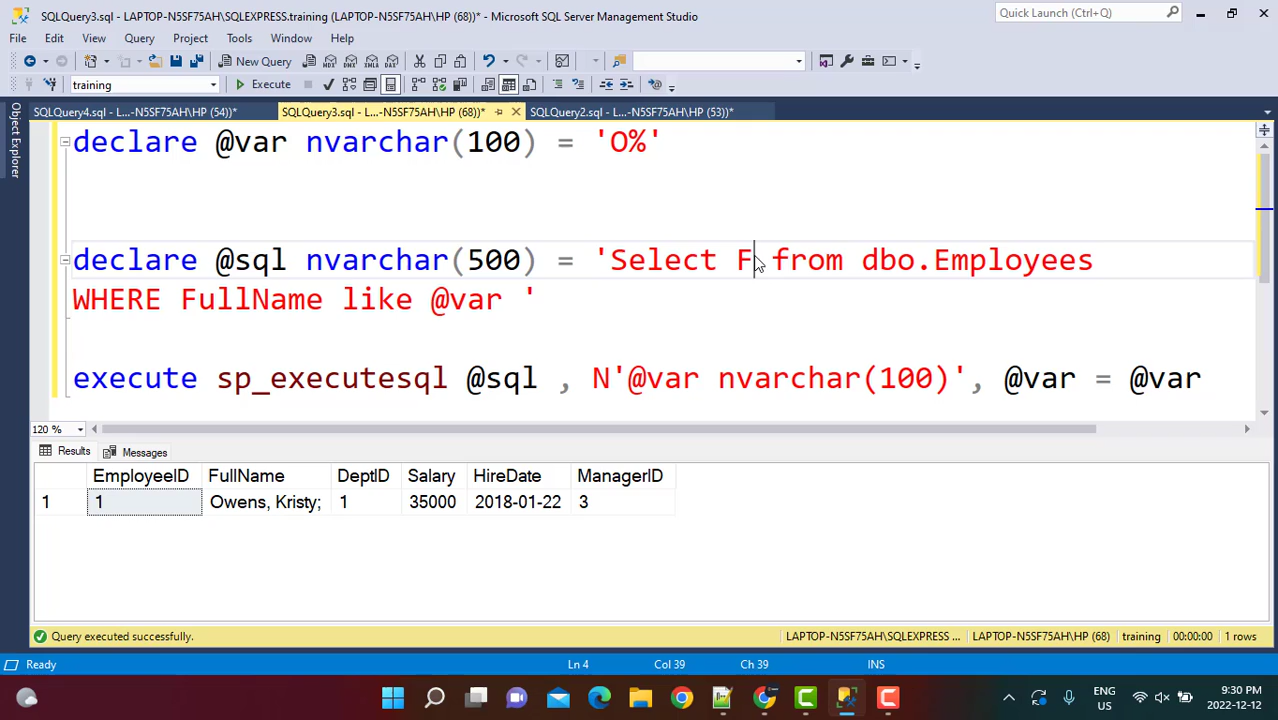 SQLQuery3.sql - LAPTOP-N5SF75AH\SQLEXPRESS.training (LAPTOP-N5SF75AH\HP (68))* - Microsoft SQL Server Management Studio
Quick Launch (Ctrl+Q)
File Edit View Query Project Tools Window Help
New Query MDX DMX XMLA DAX
training Execute
SQLQuery4.sql - L...-N5SF75AH\HP (54))* SQLQuery3.sql - L...-N5SF75AH\HP (68))* SQLQuery2.sql - L...-N5SF75AH\HP (53))*
Object Explorer
declare @var nvarchar(100) = 'O%'
declare @sql nvarchar(500) = 'Select F from dbo.Employees
WHERE FullName like @var '
execute sp_executesql @sql , N'@var nvarchar(100)', @var = @var
120 %
Results Messages
EmployeeID FullName DeptID Salary HireDate ManagerID
1 1 Owens, Kristy; 1 35000 2018-01-22 3
Query executed successfully. LAPTOP-N5SF75AH\SQLEXPRESS ... LAPTOP-N5SF75AH\HP (68) training 00:00:00 1 rows
Ready Ln 4 Col 39 Ch 39 INS
ENG
US
9:30 PM
2022-12-12